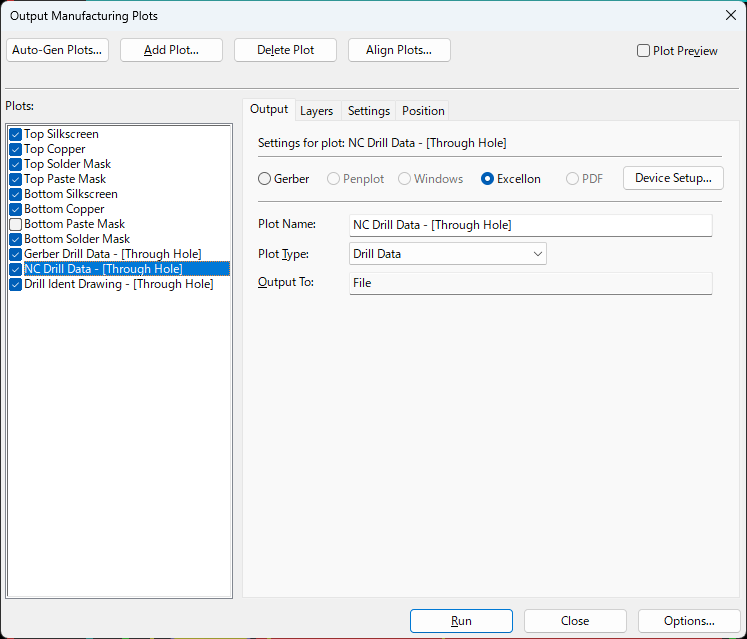 Output Manufacturing Plots
Auto-Gen Plots... Add Plot... Delete Plot Align Plots... Plot Preview
Plots:
Top Silkscreen
Top Copper
Top Solder Mask
Top Paste Mask
Bottom Silkscreen
Bottom Copper
Bottom Paste Mask
Bottom Solder Mask
Gerber Drill Data - [Through Hole]
NC Drill Data - [Through Hole]
Drill Ident Drawing - [Through Hole]
Output Layers Settings Position
Settings for plot: NC Drill Data - [Through Hole]
Gerber Penplot Windows Excellon PDF Device Setup...
Plot Name: NC Drill Data - [Through Hole]
Plot Type: Drill Data
Output To: File
Run Close Options...